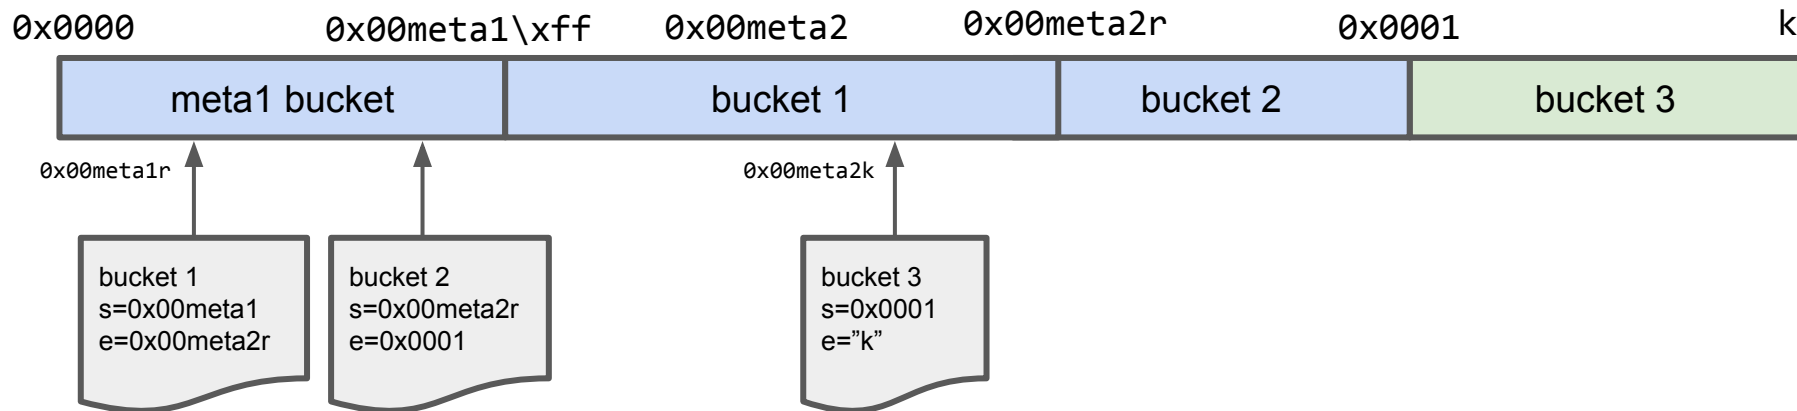 0x0000 0x00meta1\xff 0x00meta2 0x00meta2r 0x0001 k
meta1 bucket bucket 1 bucket 2 bucket 3
0x00meta1r 0x00meta2k
bucket 1
s=0x00meta1
e=0x00meta2r
bucket 2
s=0x00meta2r
e=0x0001
bucket 3
s=0x0001
e=”k”